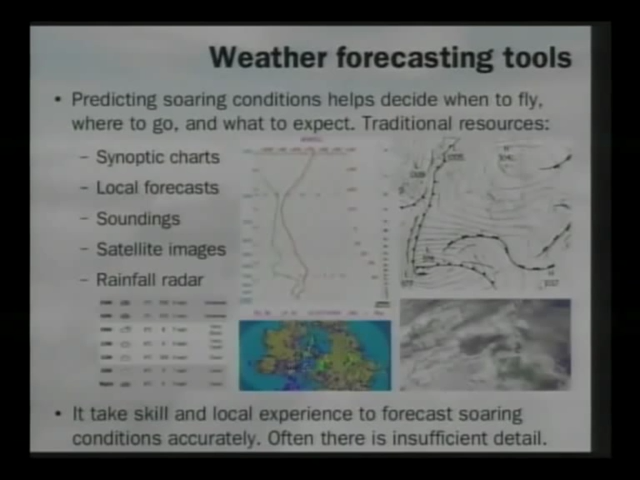 Weather forecasting tools
• Predicting soaring conditions helps decide when to fly,
where to go, and what to expect. Traditional resources:
– Synoptic charts
– Local forecasts
– Soundings
– Satellite images
– Rainfall radar
• It take skill and local experience to forecast soaring
conditions accurately. Often there is insufficient detail.